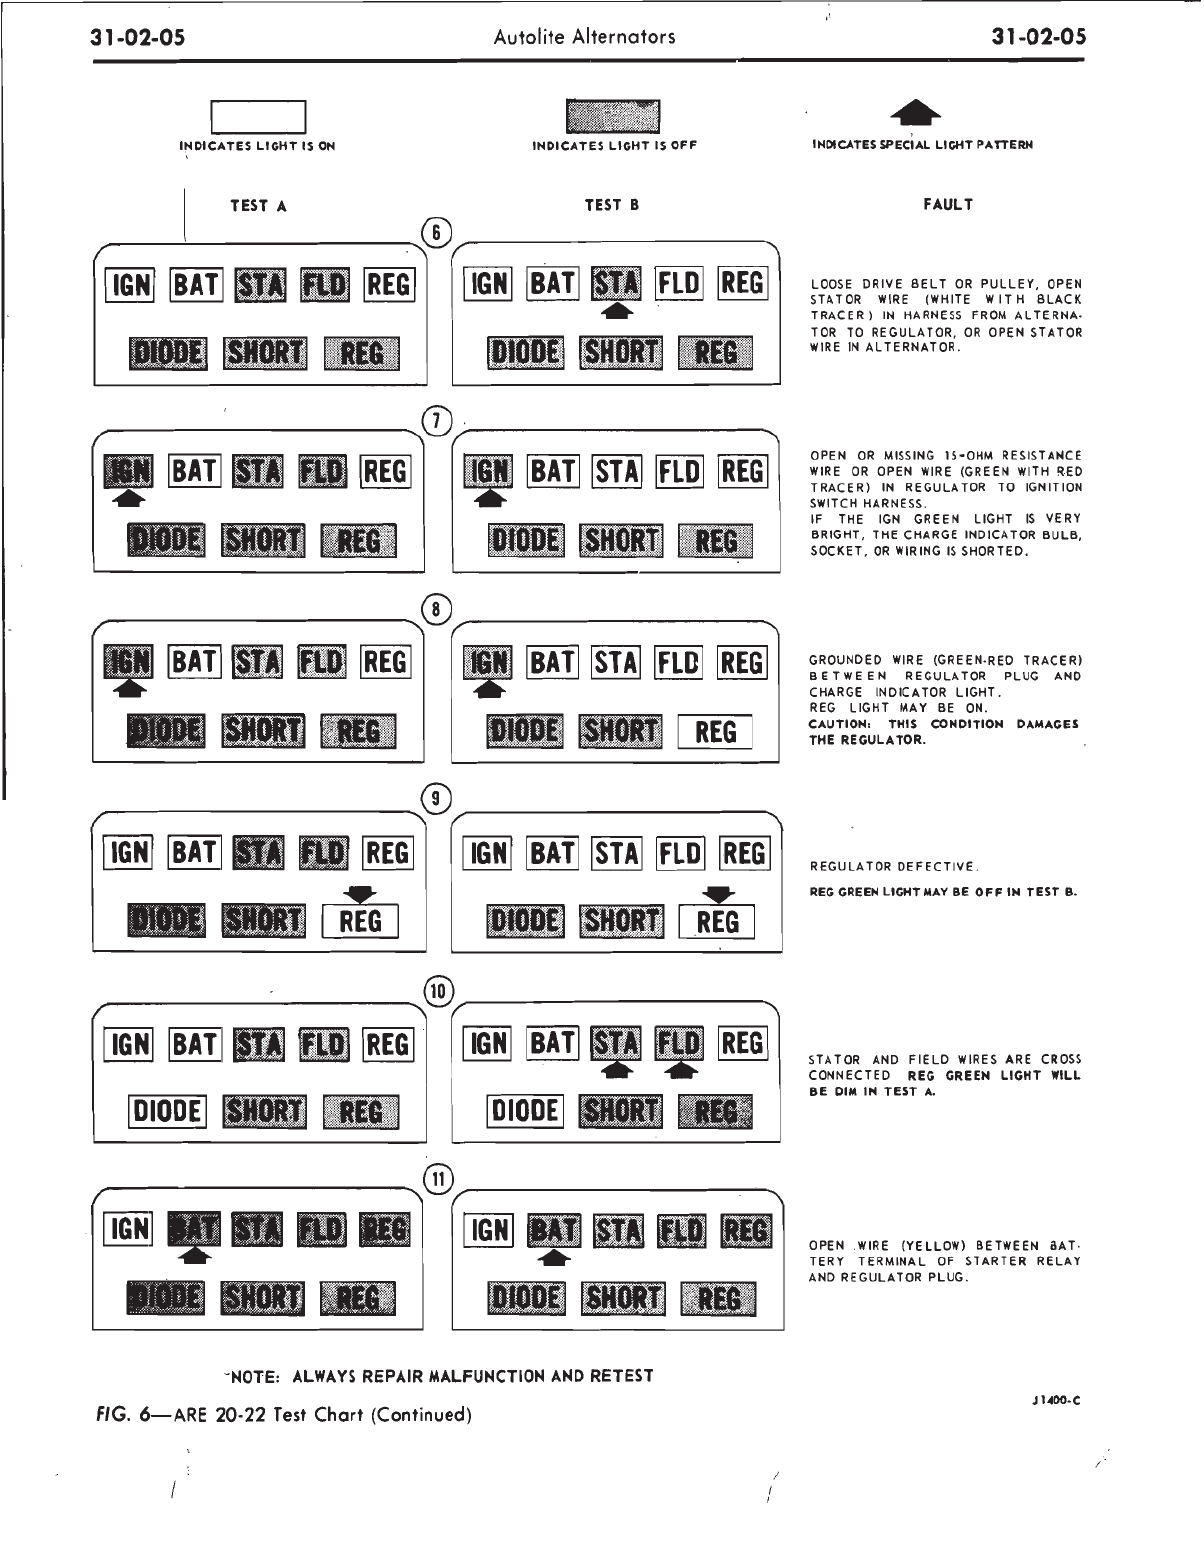 31-02-05 Autolite Alternators 31-02-05
INDICATES LIGHT IS ON
INDICATES LIGHT IS OFF
INDICATES SPECIAL LIGHT PATTERN
TEST A
TEST B
FAULT
6
IGN BAT STA FLD REG
DIODE SHORT REG
IGN BAT STA FLD REG
DIODE SHORT REG
LOOSE DRIVE BELT OR PULLEY, OPEN
STATOR WIRE (WHITE WITH BLACK
TRACER) IN HARNESS FROM ALTERNA-
TOR TO REGULATOR, OR OPEN STATOR
WIRE IN ALTERNATOR.
7
IGN BAT STA FLD REG
DIODE SHORT REG
IGN BAT STA FLD REG
DIODE SHORT REG
OPEN OR MISSING 15-OHM RESISTANCE
WIRE OR OPEN WIRE (GREEN WITH RED
TRACER) IN REGULATOR TO IGNITION
SWITCH HARNESS.
IF THE IGN GREEN LIGHT IS VERY
BRIGHT, THE CHARGE INDICATOR BULB,
SOCKET, OR WIRING IS SHORTED.
8
IGN BAT STA FLD REG
DIODE SHORT REG
IGN BAT STA FLD REG
DIODE SHORT REG
GROUNDED WIRE (GREEN-RED TRACER)
BETWEEN REGULATOR PLUG AND
CHARGE INDICATOR LIGHT.
REG LIGHT MAY BE ON.
CAUTION: THIS CONDITION DAMAGES
THE REGULATOR.
9
IGN BAT STA FLD REG
DIODE SHORT REG
IGN BAT STA FLD REG
DIODE SHORT REG
REGULATOR DEFECTIVE.
REG GREEN LIGHT MAY BE OFF IN TEST B.
10
IGN BAT STA FLD REG
DIODE SHORT REG
IGN BAT STA FLD REG
DIODE SHORT REG
STATOR AND FIELD WIRES ARE CROSS
CONNECTED REG GREEN LIGHT WILL
BE DIM IN TEST A.
11
IGN BAT STA FLD REG
DIODE SHORT REG
IGN BAT STA FLD REG
DIODE SHORT REG
OPEN WIRE (YELLOW) BETWEEN BAT-
TERY TERMINAL OF STARTER RELAY
AND REGULATOR PLUG.
NOTE: ALWAYS REPAIR MALFUNCTION AND RETEST
J1400-C
FIG. 6—ARE 20-22 Test Chart (Continued)